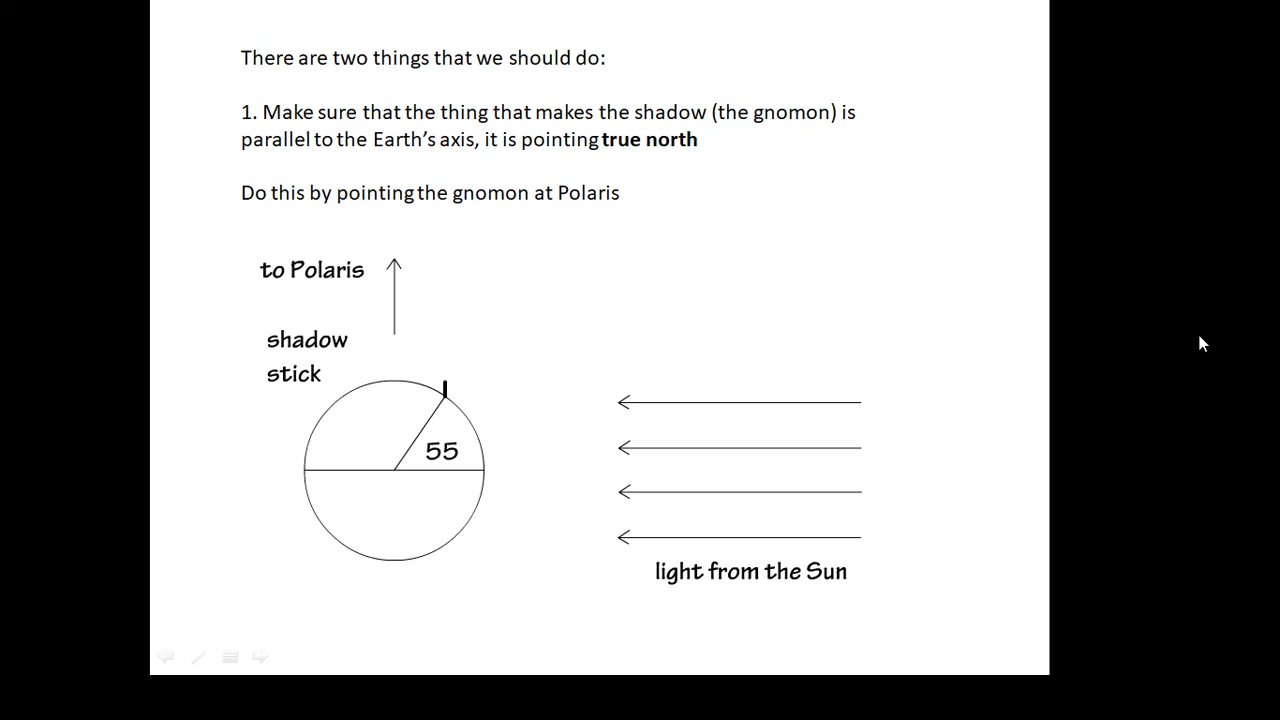 There are two things that we should do:
1. Make sure that the thing that makes the shadow (the gnomon) is
parallel to the Earth’s axis, it is pointing true north
Do this by pointing the gnomon at Polaris
to Polaris
shadow
stick
55
light from the Sun